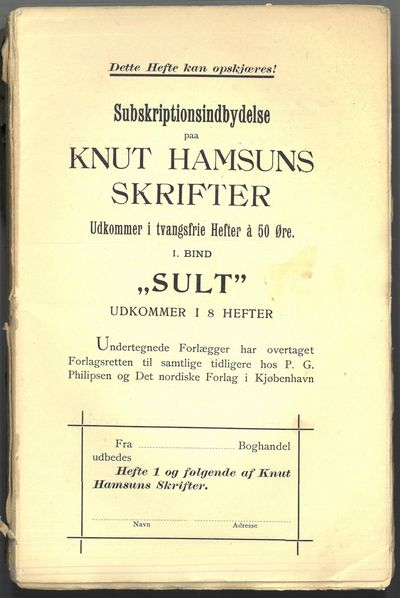 Dette Hefte kan opskjæres!
Subskriptionsindbydelse
paa
KNUT HAMSUNS
SKRIFTER
Udkommer i tvangsfrie Hefter à 50 Øre.
1. BIND
„SULT”
UDKOMMER I 8 HEFTER
Undertegnede Forlægger har overtaget
Forlagsretten til samtlige tidligere hos P. G.
Philipsen og Det nordiske Forlag i Kjøbenhavn
Fra ........................ Boghandel
udbedes
Hefte 1 og følgende af Knut
Hamsuns Skrifter.
Navn Adresse